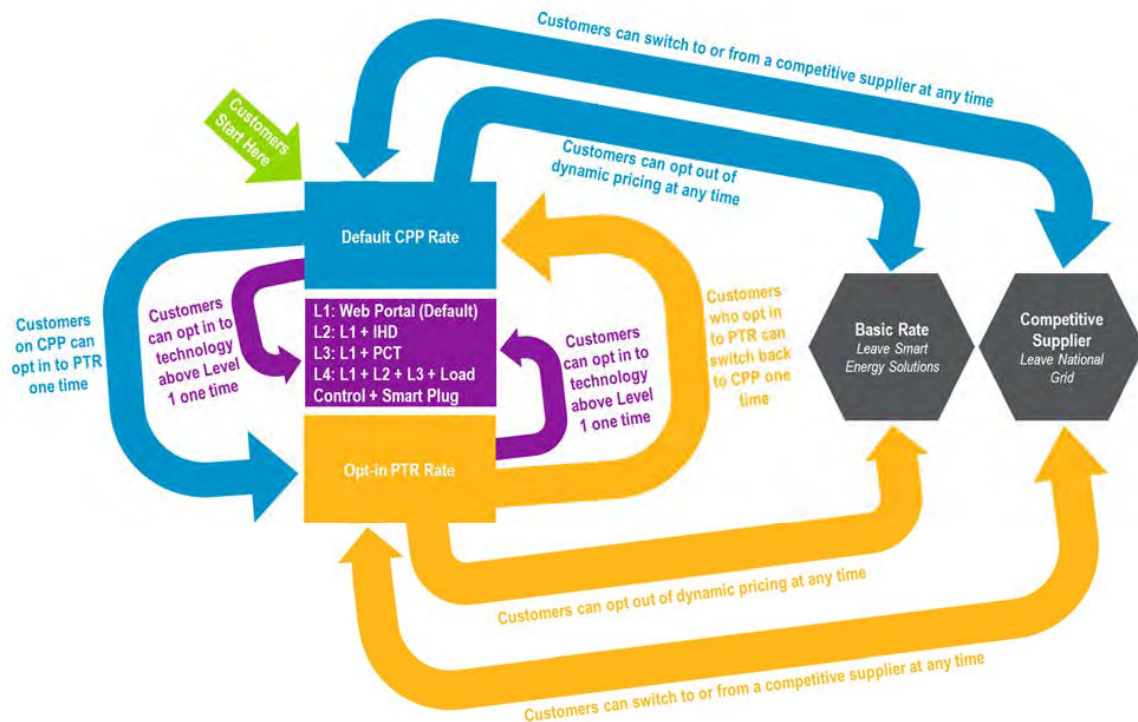 Customers can switch to or from a competitive supplier at any time
Customers
Start Here
Customers can opt out of
dynamic pricing at any time
Default CPP Rate
Customers
on CPP can
opt in to PTR
one time
Customers
can opt in to
technology
above Level
1 one time
L1: Web Portal (Default)
L2: L1 + IHD
L3: L1 + PCT
L4: L1 + L2 + L3 + Load
Control + Smart Plug
Customers
can opt in to
technology
above Level
1 one time
Customers
who opt in
to PTR can
switch back
to CPP one
time
Basic Rate
Leave Smart
Energy Solutions
Competitive
Supplier
Leave National
Grid
Opt-in PTR Rate
Customers can opt out of dynamic pricing at any time
Customers can switch to or from a competitive supplier at any time